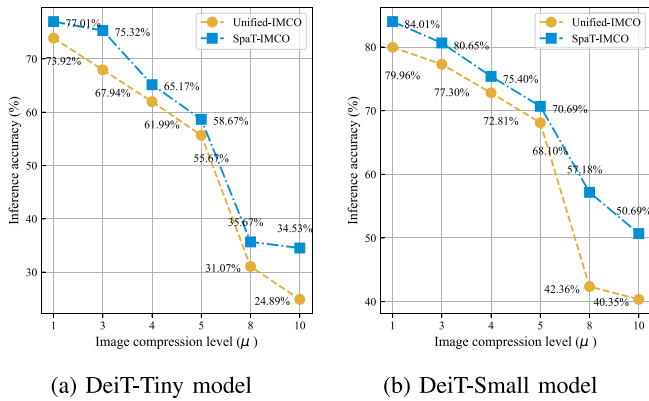 Unified-IMCO
SpaT-IMCO
77.01%
75.32%
73.92%
67.94%
65.17%
61.99%
58.67%
55.67%
35.67%
34.53%
31.07%
24.89%
70
60
50
40
30
Inference accuracy (%)
1 3 4 5 8 10
Image compression level (μ )
(a) DeiT-Tiny model
Unified-IMCO
SpaT-IMCO
84.01%
80.65%
79.96%
77.30%
75.40%
72.81%
70.69%
68.10%
57.18%
50.69%
42.36%
40.35%
80
70
60
50
40
Inference accuracy (%)
1 3 4 5 8 10
Image compression level (μ )
(b) DeiT-Small model